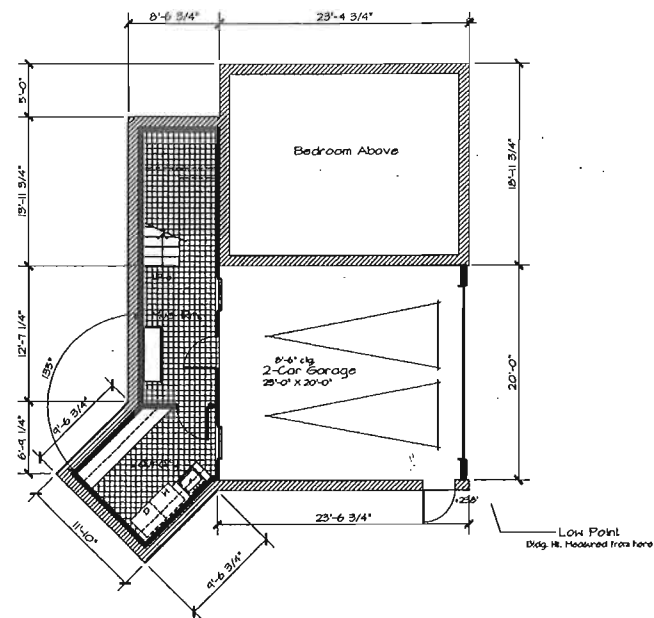 8'-6 3/4"
23'-4 3/4"
5'-0"
13'-11 3/4"
18'-11 3/4"
Bedroom Above
12'-7 1/4"
135°
8'-6" clg.
2-Car Garage
23'-0" X 20'-0"
20'-0"
9'-6 3/4"
6'-9 1/4"
D
W
11'-10"
23'-6 3/4"
9'-6 3/4"
Low Point
Bldg. Ht. Measured from here